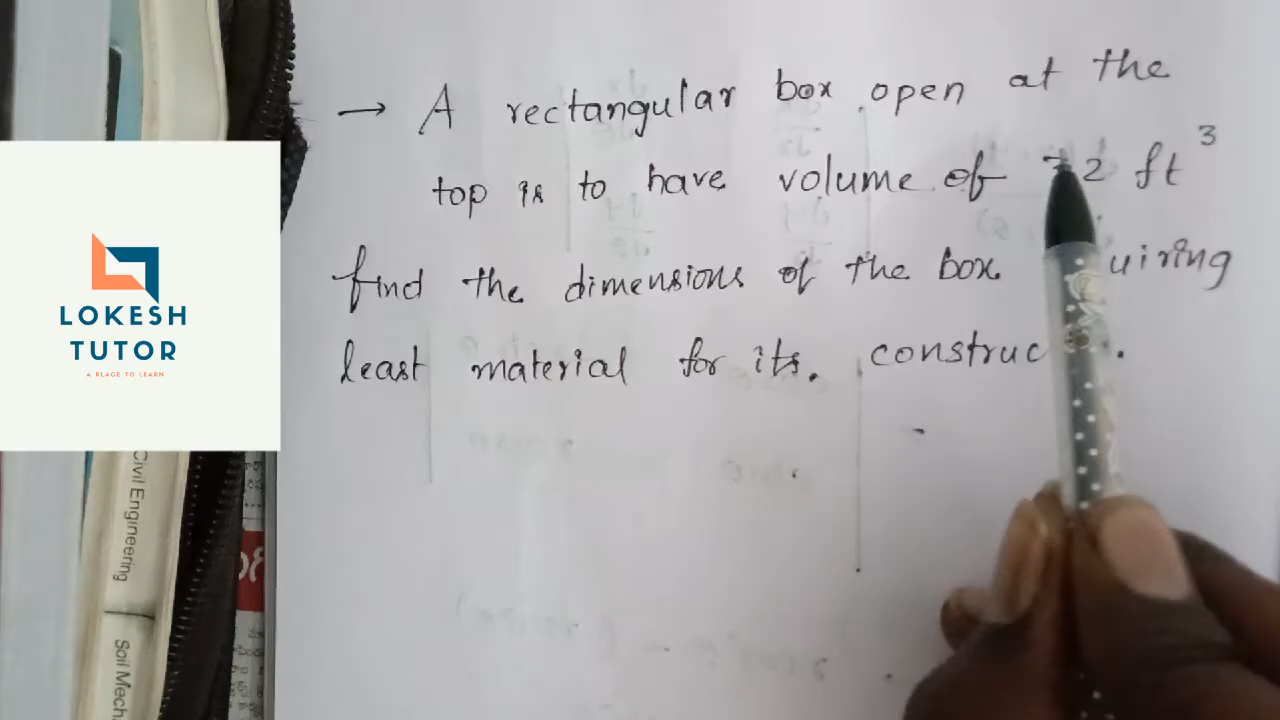 → A rectangular box open at the
top is to have volume of 2 ft³
find the dimensions of the box uiring
least material for its. construc .
LOKESH
TUTOR
A PLACE TO LEARN
Civil Engineering
Soil Mech